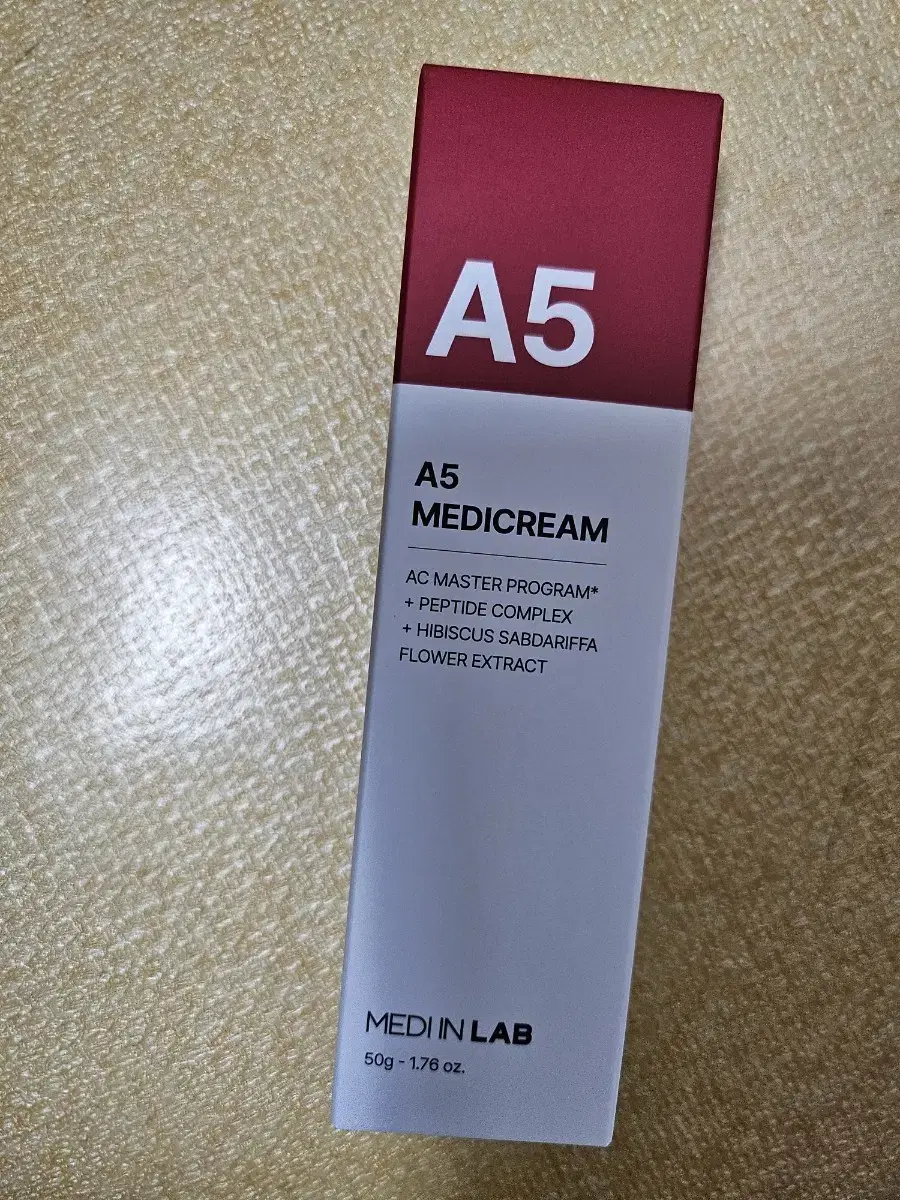 A5
A5
MEDICREAM
AC MASTER PROGRAM*
+ PEPTIDE COMPLEX
+ HIBISCUS SABDARIFFA
FLOWER EXTRACT
MEDI IN LAB
50g - 1.76 oz.